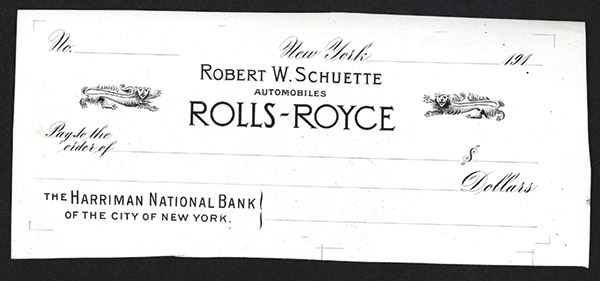 No. New York 191
ROBERT W. SCHUETTE
AUTOMOBILES
ROLLS-ROYCE
Pay to the
order of $
Dollars
THE HARRIMAN NATIONAL BANK
OF THE CITY OF NEW YORK.